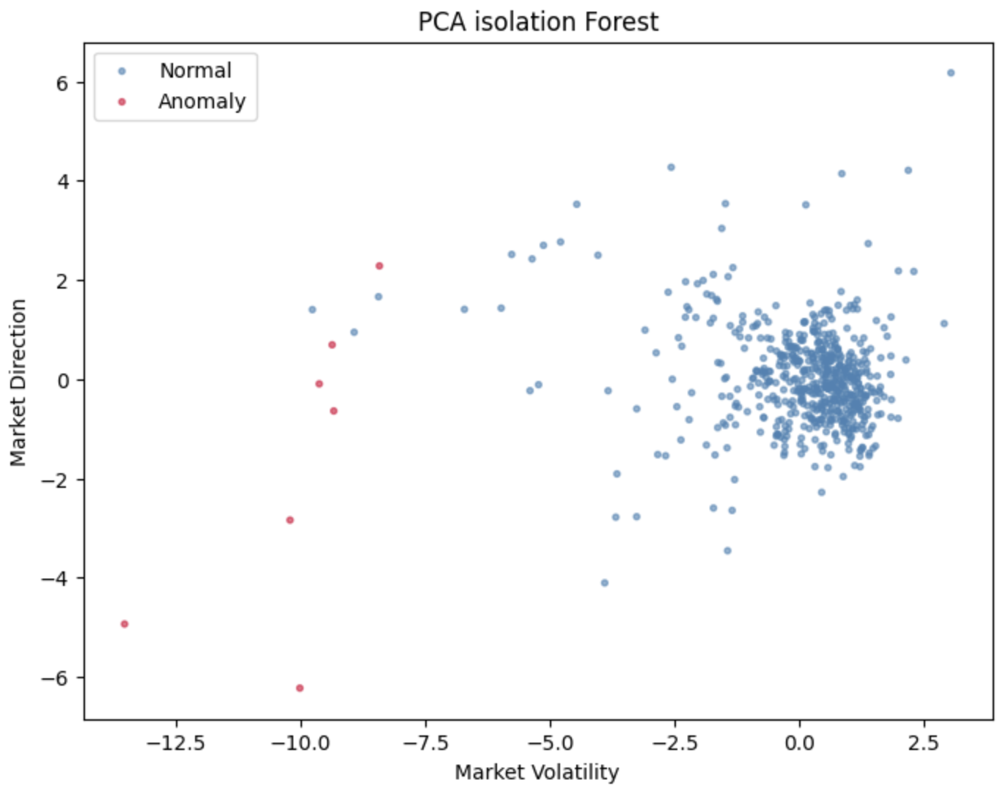 PCA isolation Forest
Normal
Anomaly
6
4
2
0
−2
−4
−6
Market Direction
−12.5
−10.0
−7.5
−5.0
−2.5
0.0
2.5
Market Volatility